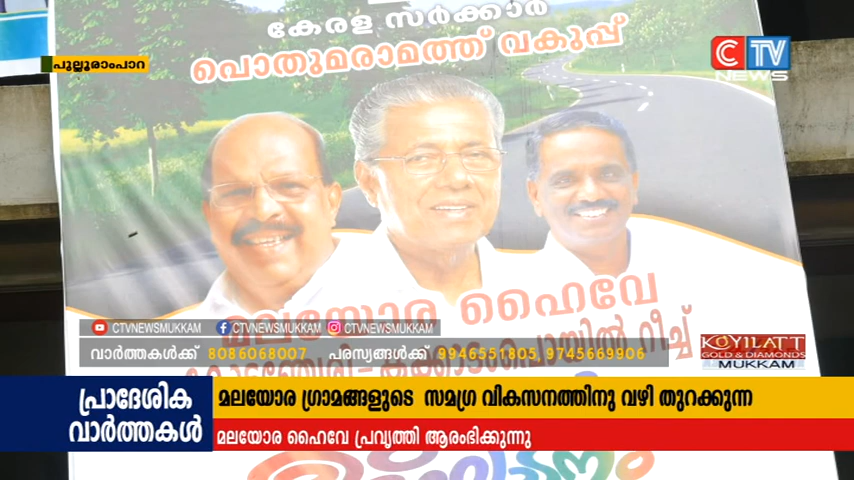 കേരള സർക്കാർ
പൊതുമരാമത്ത് വകുപ്പ്
പുല്ലൂരാംപാറ
CTV
NEWS
മലയോര ഹൈവേ
CTVNEWSMUKKAM CTVNEWSMUKKAM CTVNEWSMUKKAM
വാർത്തകൾക്ക് 8086068007 പരസ്യങ്ങൾക്ക് 9946551805, 9745669906
കക്കാടംപൊയിൽ റീച്ച്
KOYILATT
GOLD & DIAMONDS
MUKKAM
പ്രാദേശിക
വാർത്തകൾ
മലയോര ഗ്രാമങ്ങളുടെ സമഗ്ര വികസനത്തിനു വഴി തുറക്കുന്ന
മലയോര ഹൈവേ പ്രവൃത്തി ആരംഭിക്കുന്നു